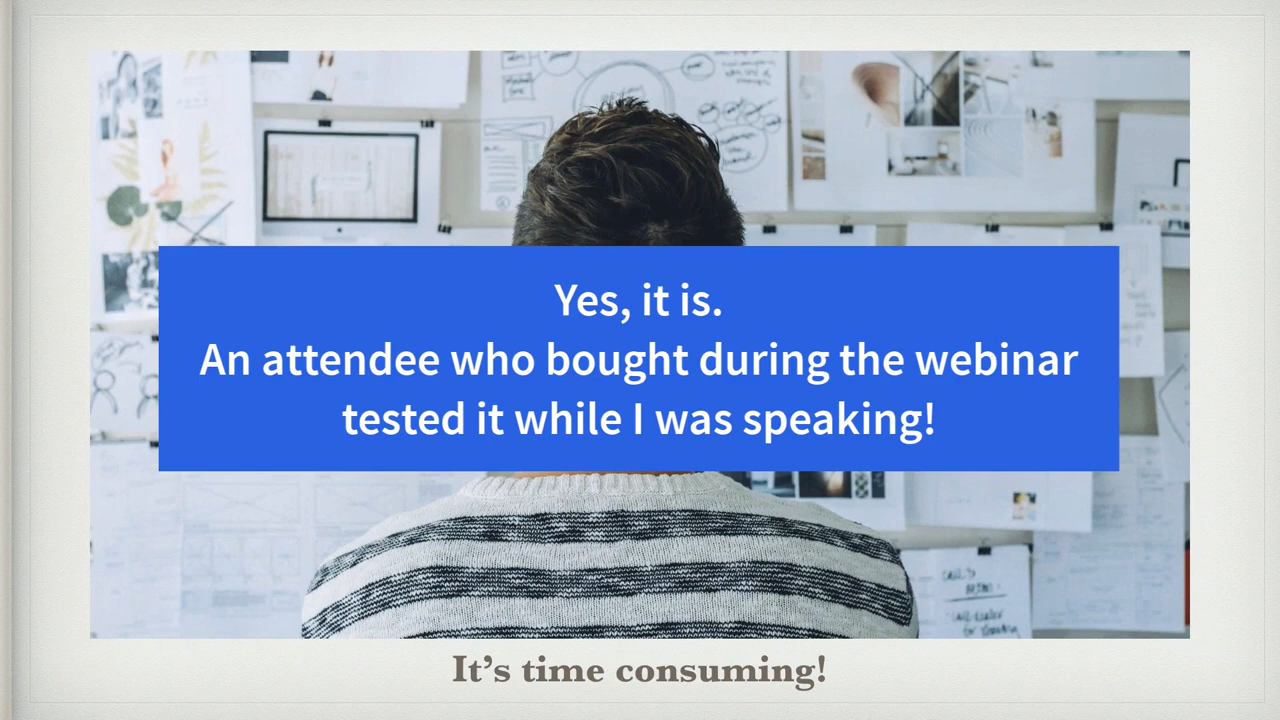 Yes, it is.
An attendee who bought during the webinar
tested it while I was speaking!
It’s time consuming!